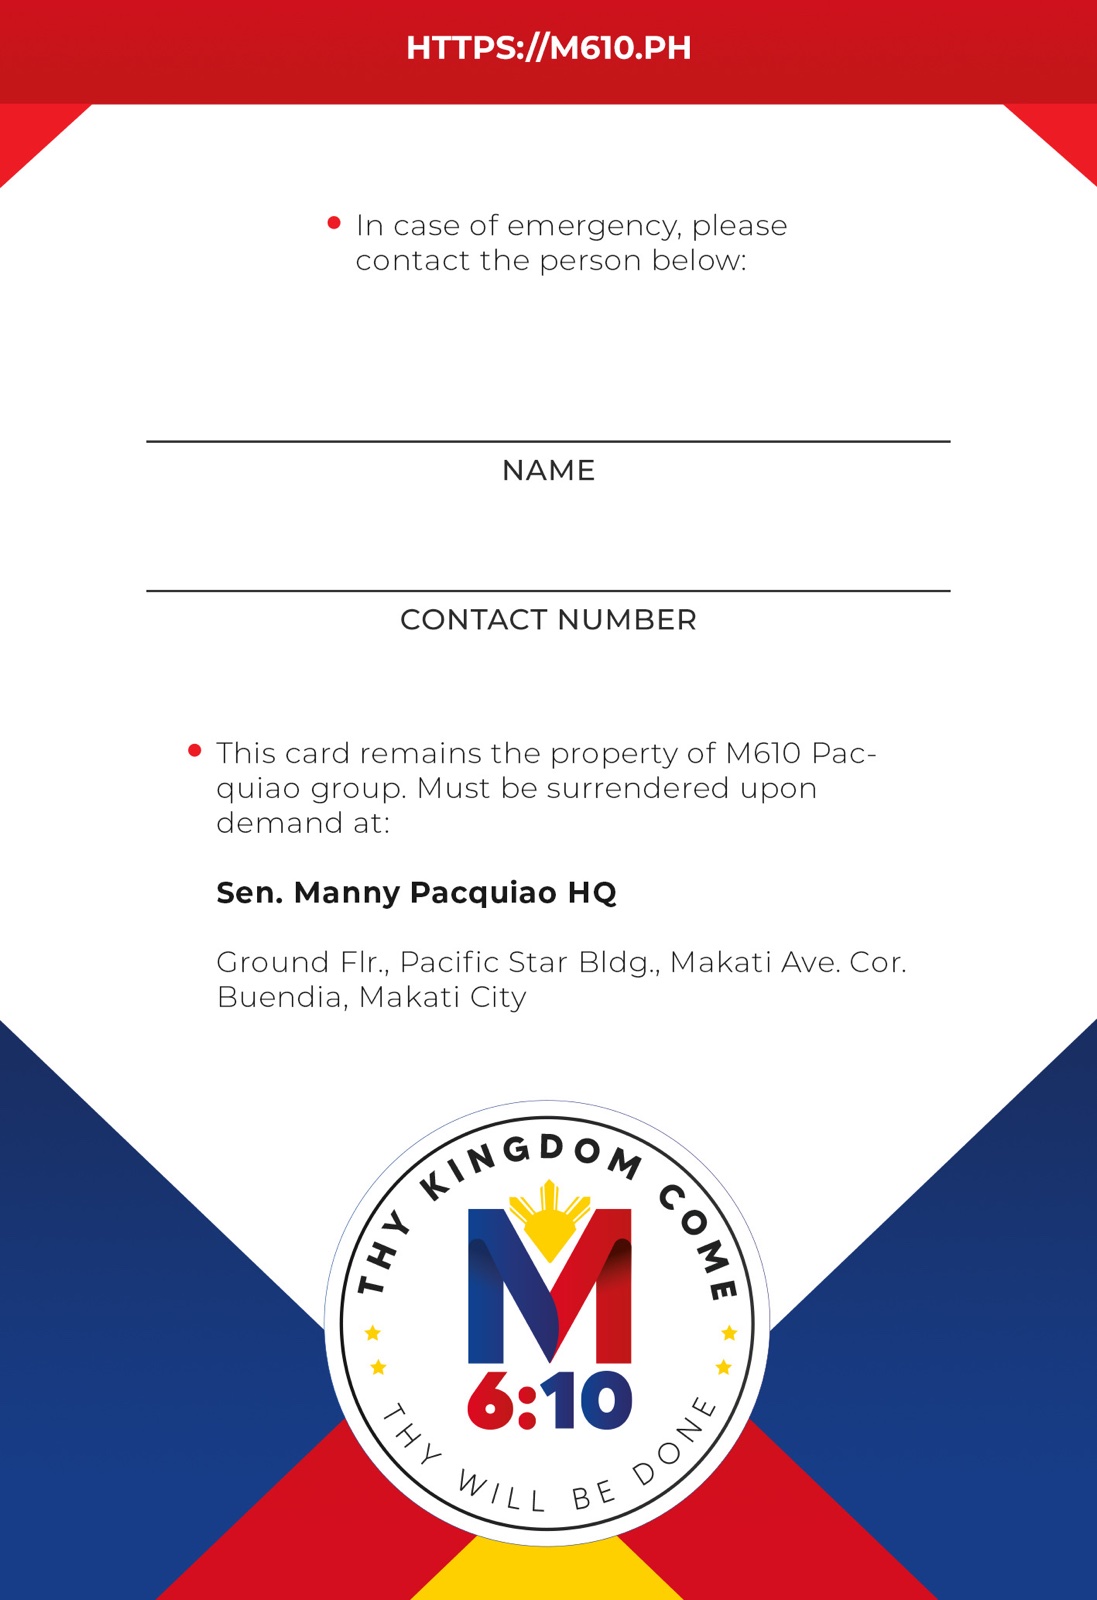 HTTPS://M610.PH
In case of emergency, please
contact the person below:
NAME
CONTACT NUMBER
This card remains the property of M610 Pac-
quiao group. Must be surrendered upon
demand at:
Sen. Manny Pacquiao HQ
Ground Flr., Pacific Star Bldg., Makati Ave. Cor.
Buendia, Makati City
THY KINGDOM COME
M
6:10
THY WILL BE DONE